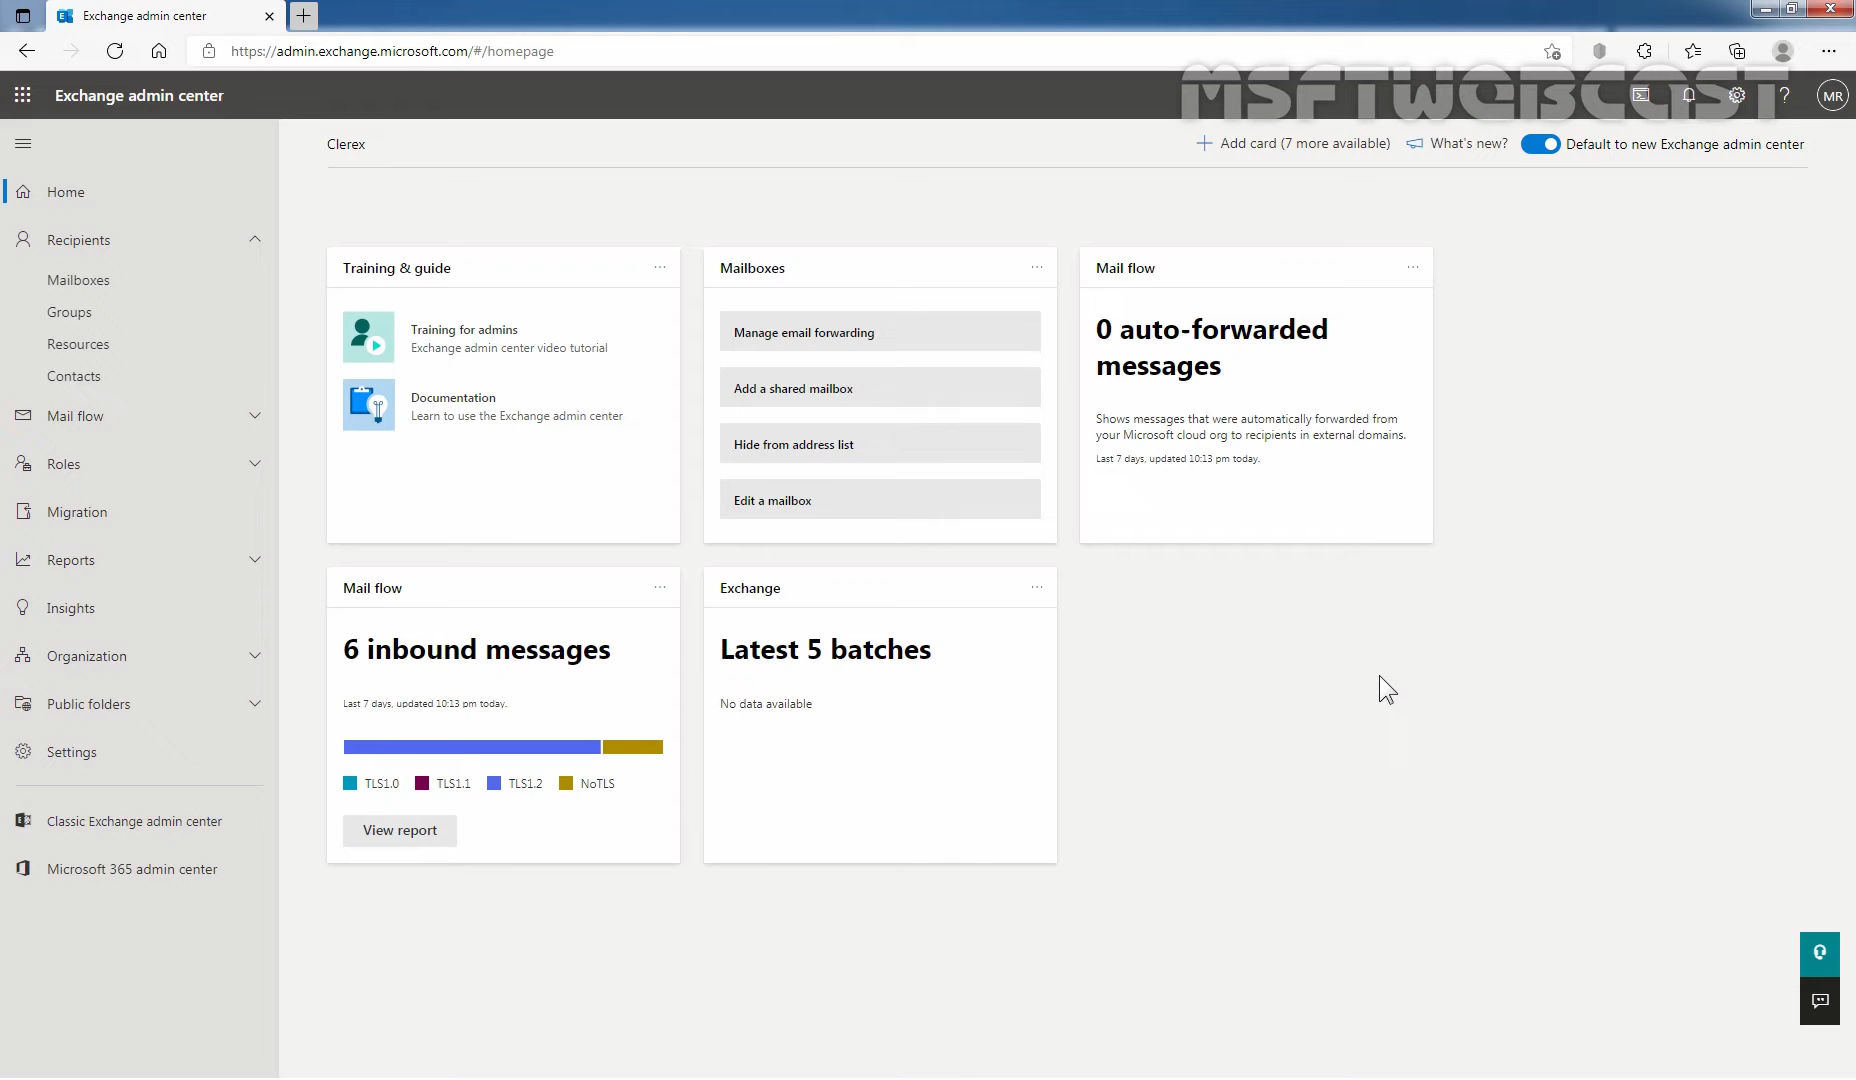 Exchange admin center
https://admin.exchange.microsoft.com/#/homepage
MSFTWEBCAST
Exchange admin center
?
MR
Clerex
Add card (7 more available)
What's new?
Default to new Exchange admin center
Home
Recipients
Mailboxes
Groups
Resources
Contacts
Mail flow
Roles
Migration
Reports
Insights
Organization
Public folders
Settings
Classic Exchange admin center
Microsoft 365 admin center
Training & guide
Training for admins
Exchange admin center video tutorial
Documentation
Learn to use the Exchange admin center
Mailboxes
Manage email forwarding
Add a shared mailbox
Hide from address list
Edit a mailbox
Mail flow
0 auto-forwarded
messages
Shows messages that were automatically forwarded from
your Microsoft cloud org to recipients in external domains.
Last 7 days, updated 10:13 pm today.
Mail flow
6 inbound messages
Last 7 days, updated 10:13 pm today.
TLS1.0 TLS1.1 TLS1.2 NoTLS
View report
Exchange
Latest 5 batches
No data available